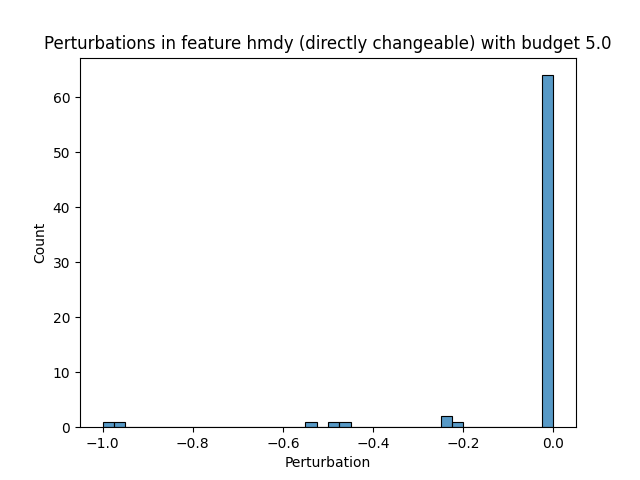 Perturbations in feature hmdy (directly changeable) with budget 5.0
60
50
40
30
20
10
0
Count
−1.0 −0.8 −0.6 −0.4 −0.2 0.0
Perturbation